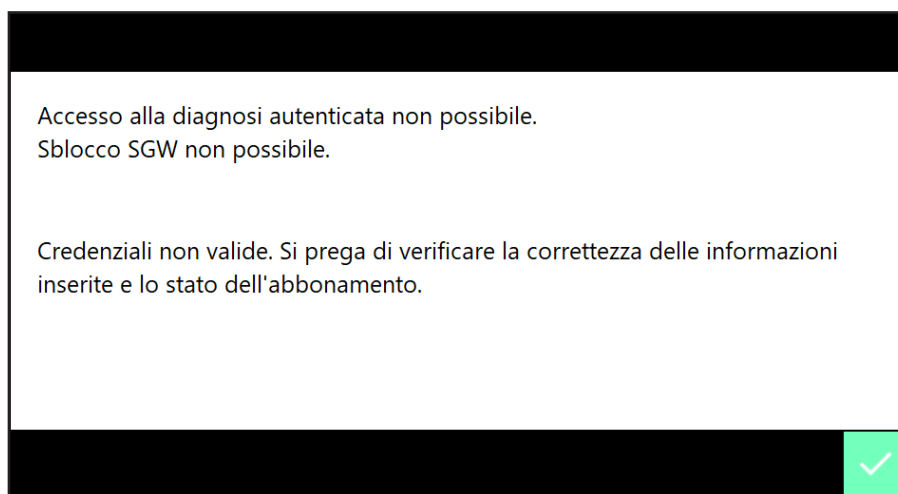 Accesso alla diagnosi autenticata non possibile.
Sblocco SGW non possibile.
Credenziali non valide. Si prega di verificare la correttezza delle informazioni
inserite e lo stato dell'abbonamento.